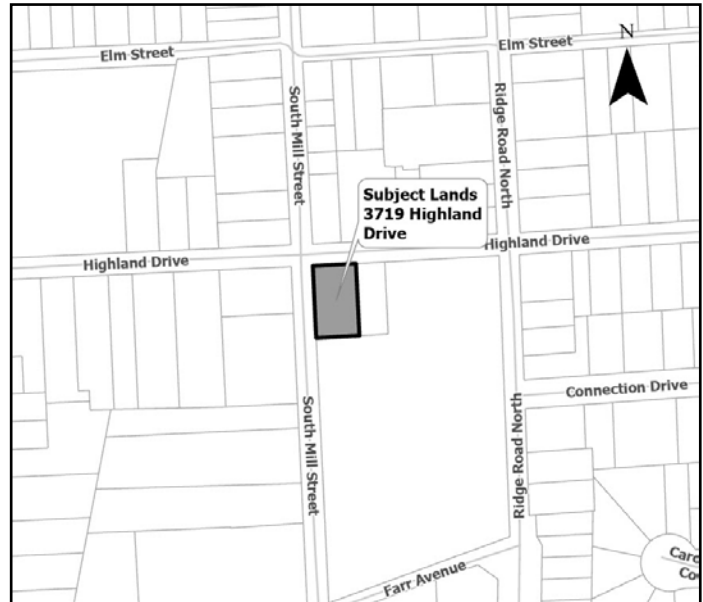 Elm Street
Elm Street
N
South Mill Street
Ridge Road North
Subject Lands
3719 Highland
Drive
Highland Drive
Highland Drive
South Mill Street
Ridge Road North
Connection Drive
Farr Avenue